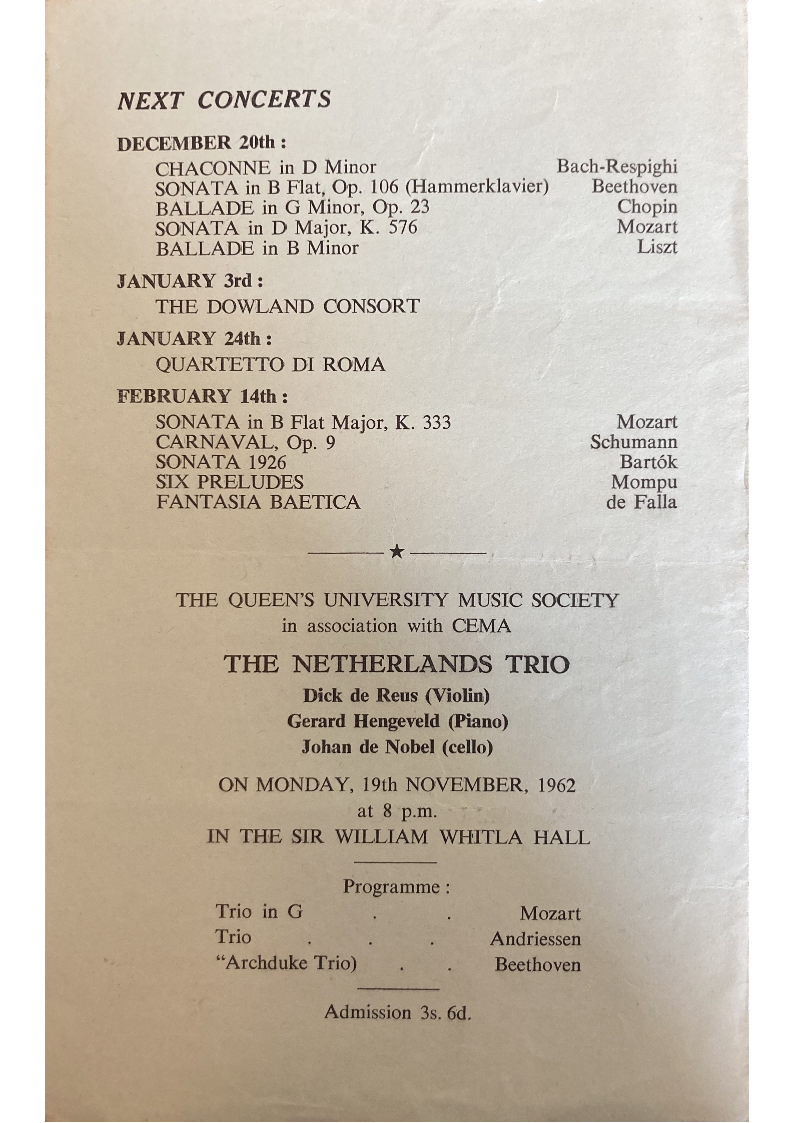 NEXT CONCERTS
DECEMBER 20th :
CHACONNE in D Minor Bach-Respighi
SONATA in B Flat, Op. 106 (Hammerklavier) Beethoven
BALLADE in G Minor, Op. 23 Chopin
SONATA in D Major, K. 576 Mozart
BALLADE in B Minor Liszt
JANUARY 3rd :
THE DOWLAND CONSORT
JANUARY 24th :
QUARTETTO DI ROMA
FEBRUARY 14th :
SONATA in B Flat Major, K. 333 Mozart
CARNAVAL, Op. 9 Schumann
SONATA 1926 Bartók
SIX PRELUDES Mompu
FANTASIA BAETICA de Falla
THE QUEEN'S UNIVERSITY MUSIC SOCIETY
in association with CEMA
THE NETHERLANDS TRIO
Dick de Reus (Violin)
Gerard Hengeveld (Piano)
Johan de Nobel (cello)
ON MONDAY, 19th NOVEMBER, 1962
at 8 p.m.
IN THE SIR WILLIAM WHITLA HALL
Programme :
Trio in G . . Mozart
Trio . . . Andriessen
“Archduke Trio) . . Beethoven
Admission 3s. 6d.